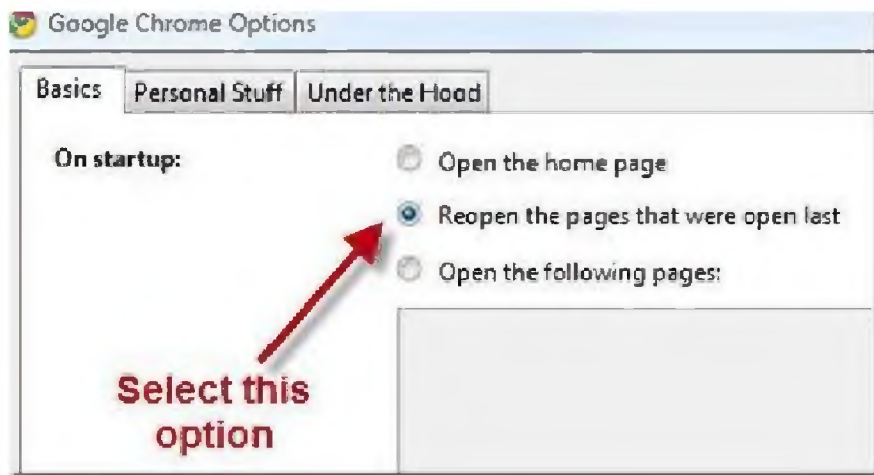 Google Chrome Options
Basics Personal Stuff Under the Hood
On startup: Open the home page
Reopen the pages that were open last
Open the following pages:
Select this
option